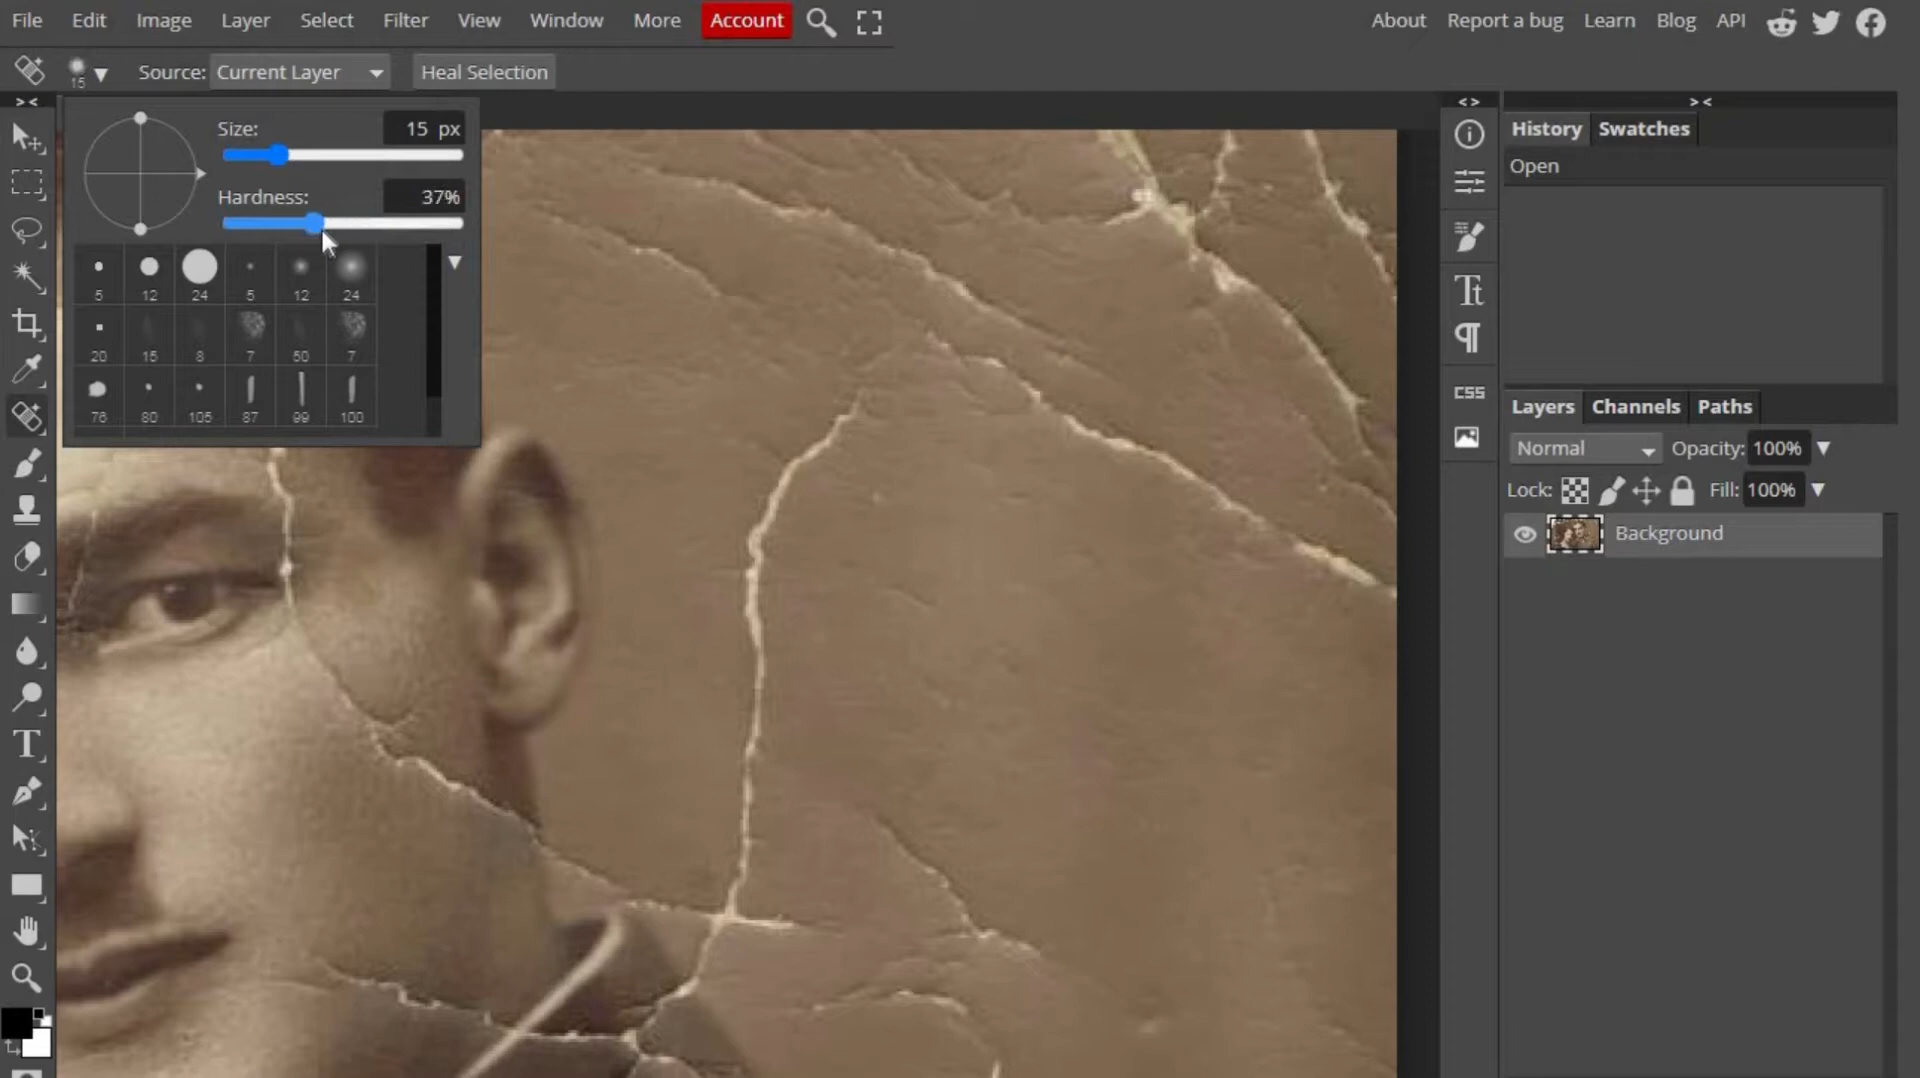 File Edit Image Layer Select Filter View Window More Account About Report a bug Learn Blog API
15 Source: Current Layer Heal Selection
Size: 15 px
Hardness: 37%
5 12 24 5 12 24
20 15 8 7 50 7
76 80 105 87 99 100
History Swatches
Open
CSS
Layers Channels Paths
Normal Opacity: 100%
Lock: Fill: 100%
Background